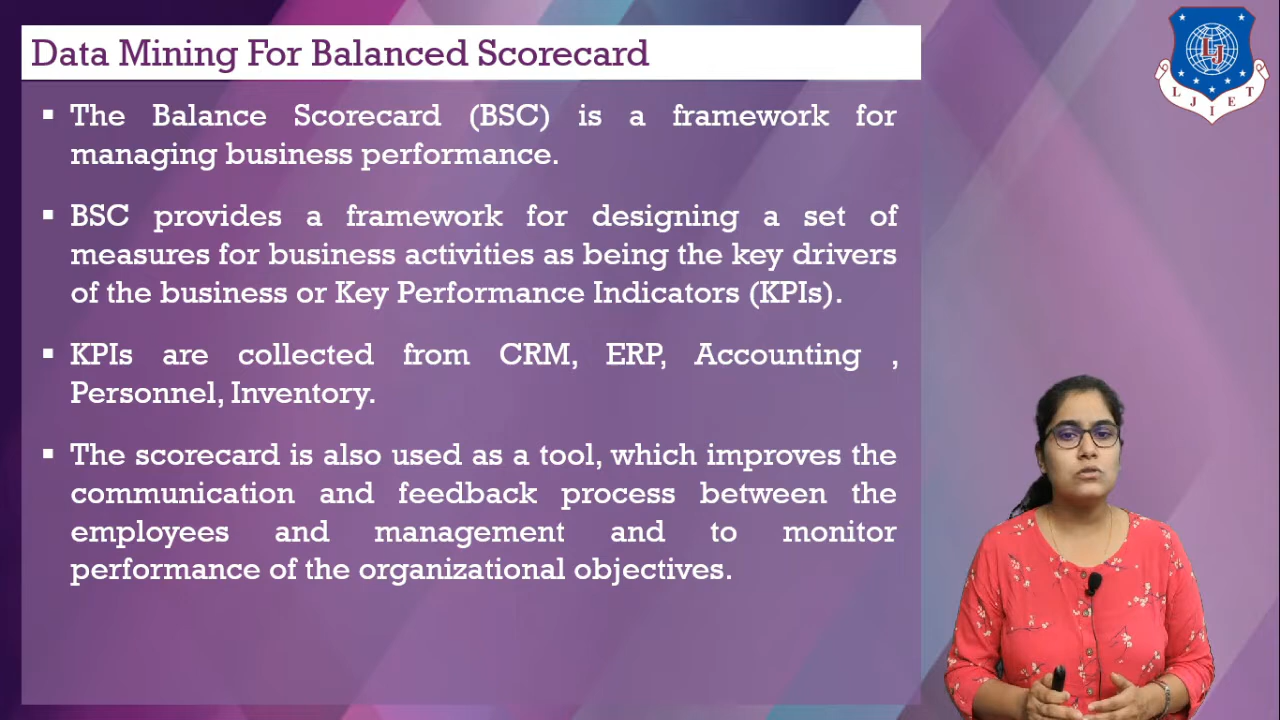 Data Mining For Balanced Scorecard
▪ The Balance Scorecard (BSC) is a framework for
managing business performance.
▪ BSC provides a framework for designing a set of
measures for business activities as being the key drivers
of the business or Key Performance Indicators (KPIs).
▪ KPIs are collected from CRM, ERP, Accounting ,
Personnel, Inventory.
▪ The scorecard is also used as a tool, which improves the
communication and feedback process between the
employees and management and to monitor
performance of the organizational objectives.
LJ
LJIET